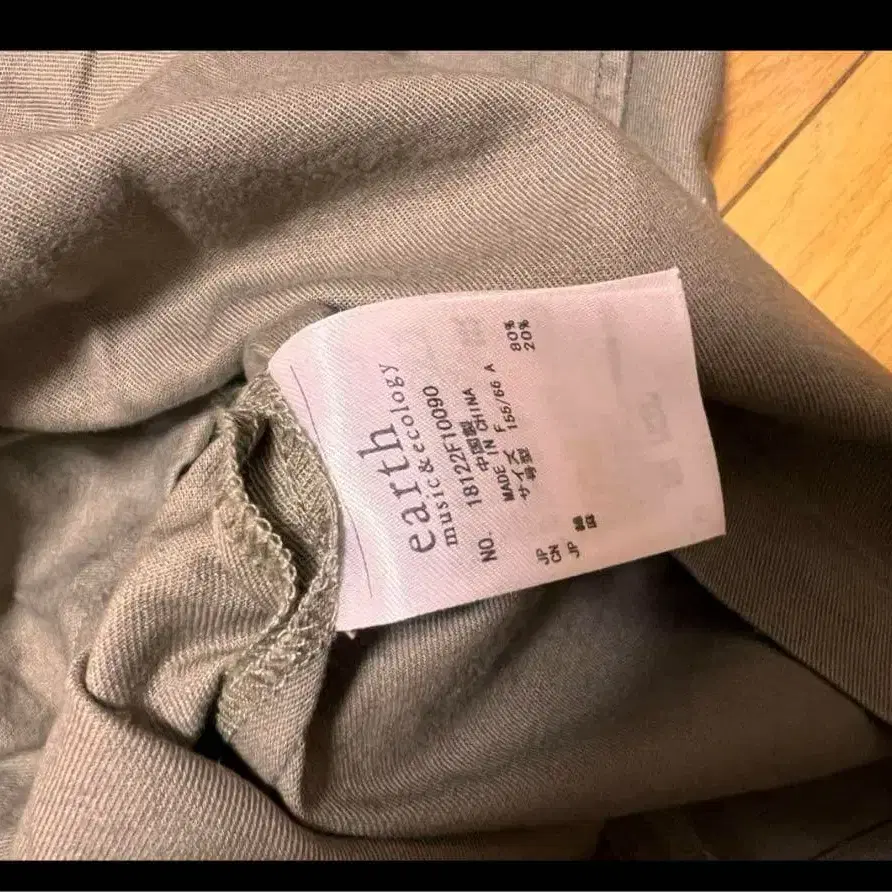 earth
music&ecology
NO. 18122F10090
中国製
MADE IN CHINA
サイズ F
号型 155/66 A
JP 綿 80%
CN 20%
JP